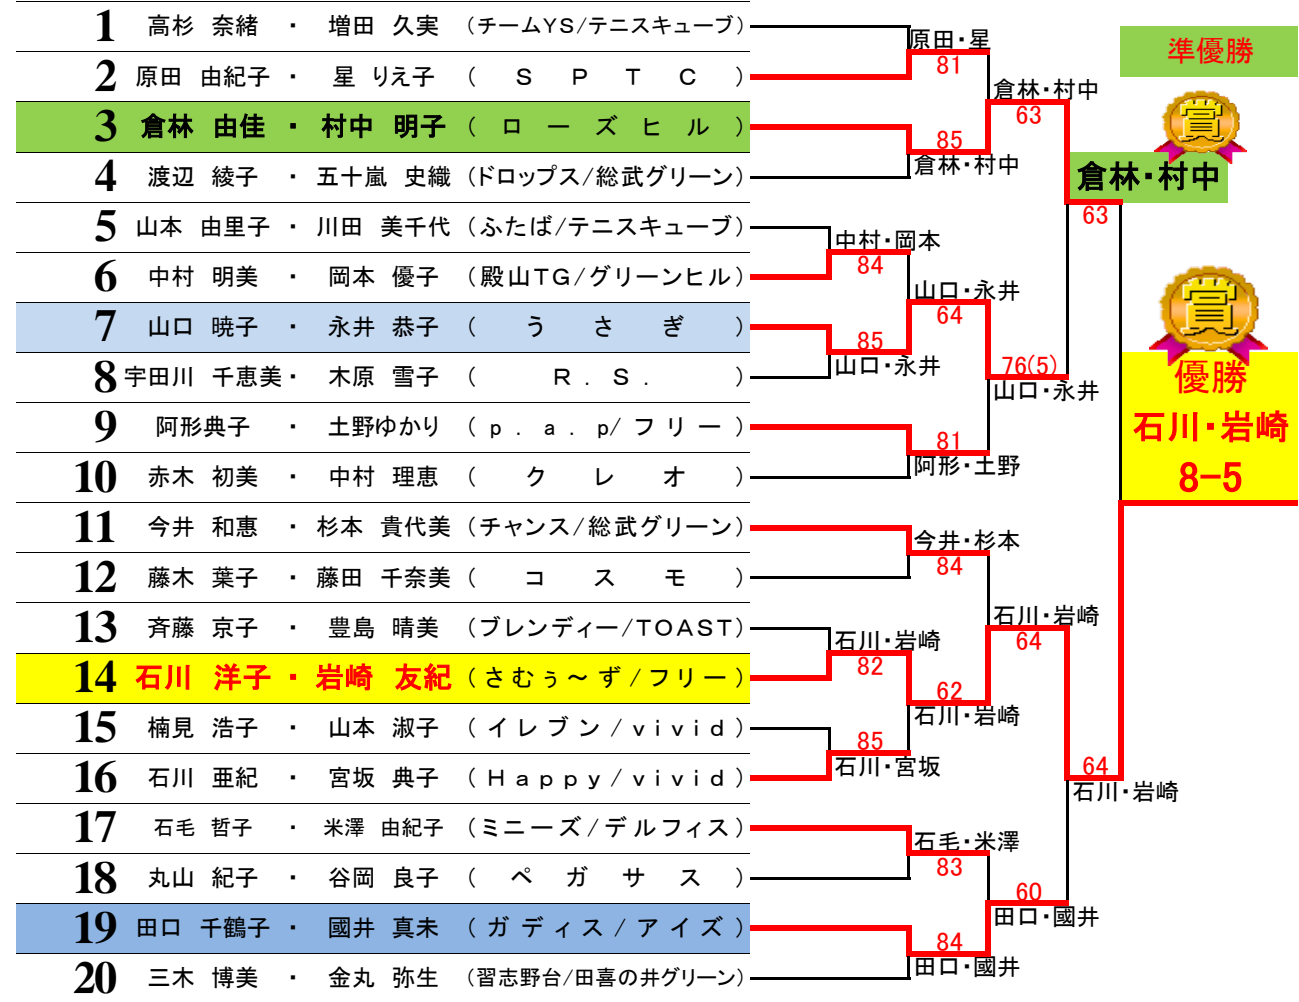 1 高杉 奈緒 ・ 増田 久実 (チームYS/テニスキューブ)
2 原田 由紀子 ・ 星 りえ子 (SPTC)
3 倉林 由佳 ・ 村中 明子 (ローズヒル)
4 渡辺 綾子 ・ 五十嵐 史織 (ドロップス/総武グリーン)
5 山本 由里子 ・ 川田 美千代 (ふたば/テニスキューブ)
6 中村 明美 ・ 岡本 優子 (殿山TG/グリーンヒル)
7 山口 暁子 ・ 永井 恭子 (うさぎ)
8 宇田川 千恵美 ・ 木原 雪子 (R.S.)
9 阿形典子 ・ 土野ゆかり (p.a.p/フリー)
10 赤木 初美 ・ 中村 理恵 (クレオ)
11 今井 和惠 ・ 杉本 貴代美 (チャンス/総武グリーン)
12 藤木 葉子 ・ 藤田 千奈美 (コスモ)
13 斉藤 京子 ・ 豊島 晴美 (ブレンディー/TOAST)
14 石川 洋子 ・ 岩崎 友紀 (さむぅ～ず/フリー)
15 楠見 浩子 ・ 山本 淑子 (イレブン/vivid)
16 石川 亜紀 ・ 宮坂 典子 (Happy/vivid)
17 石毛 哲子 ・ 米澤 由紀子 (ミニーズ/デルフィス)
18 丸山 紀子 ・ 谷岡 良子 (ペガサス)
19 田口 千鶴子 ・ 國井 真未 (ガディス/アイズ)
20 三木 博美 ・ 金丸 弥生 (習志野台/田喜の井グリーン)
中村・岡本
84
85
山口・永井
石川・岩崎
82
85
石川・宮坂
原田・星
81
85
倉林・村中
山口・永井
64
81
阿形・土野
今井・杉本
84
62
石川・岩崎
石毛・米澤
83
84
田口・國井
倉林・村中
63
76(5)
山口・永井
石川・岩崎
64
60
田口・國井
倉林・村中
63
64
石川・岩崎
準優勝
賞
賞
優勝
石川・岩崎
8-5